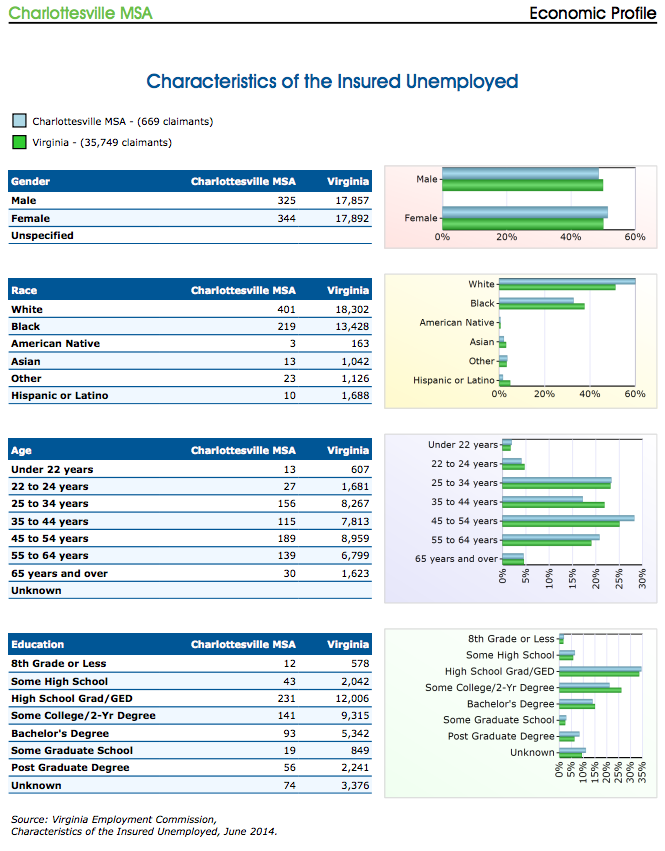 Charlottesville MSA Economic Profile
Characteristics of the Insured Unemployed
Charlottesville MSA - (669 claimants)
Virginia - (35,749 claimants)
Gender Charlottesville MSA Virginia
Male 325 17,857
Female 344 17,892
Unspecified
Male
Female
0% 20% 40% 60%
Race Charlottesville MSA Virginia
White 401 18,302
Black 219 13,428
American Native 3 163
Asian 13 1,042
Other 23 1,126
Hispanic or Latino 10 1,688
White
Black
American Native
Asian
Other
Hispanic or Latino
0% 20% 40% 60%
Age Charlottesville MSA Virginia
Under 22 years 13 607
22 to 24 years 27 1,681
25 to 34 years 156 8,267
35 to 44 years 115 7,813
45 to 54 years 189 8,959
55 to 64 years 139 6,799
65 years and over 30 1,623
Unknown
Under 22 years
22 to 24 years
25 to 34 years
35 to 44 years
45 to 54 years
55 to 64 years
65 years and over
0% 5% 10% 15% 20% 25% 30%
Education Charlottesville MSA Virginia
8th Grade or Less 12 578
Some High School 43 2,042
High School Grad/GED 231 12,006
Some College/2-Yr Degree 141 9,315
Bachelor's Degree 93 5,342
Some Graduate School 19 849
Post Graduate Degree 56 2,241
Unknown 74 3,376
8th Grade or Less
Some High School
High School Grad/GED
Some College/2-Yr Degree
Bachelor's Degree
Some Graduate School
Post Graduate Degree
Unknown
0% 5% 10% 15% 20% 25% 30% 35%
Source: Virginia Employment Commission,
Characteristics of the Insured Unemployed, June 2014.